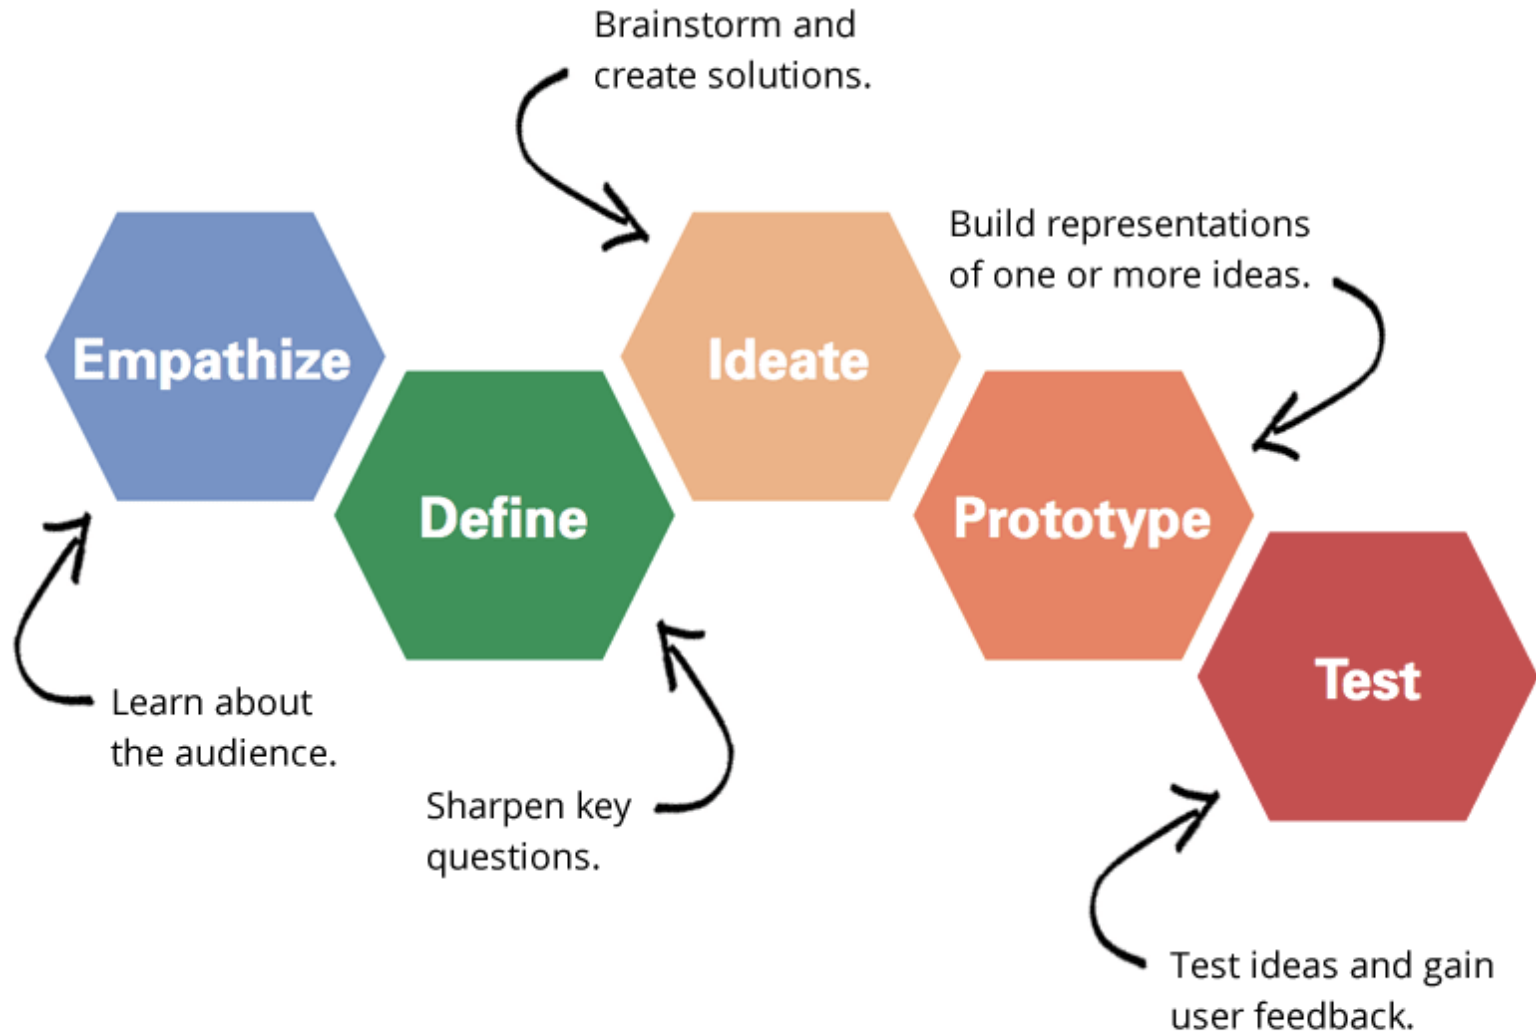 Brainstorm and
create solutions.
Build representations
of one or more ideas.
Empathize
Ideate
Define
Prototype
Test
Learn about
the audience.
Sharpen key
questions.
Test ideas and gain
user feedback.